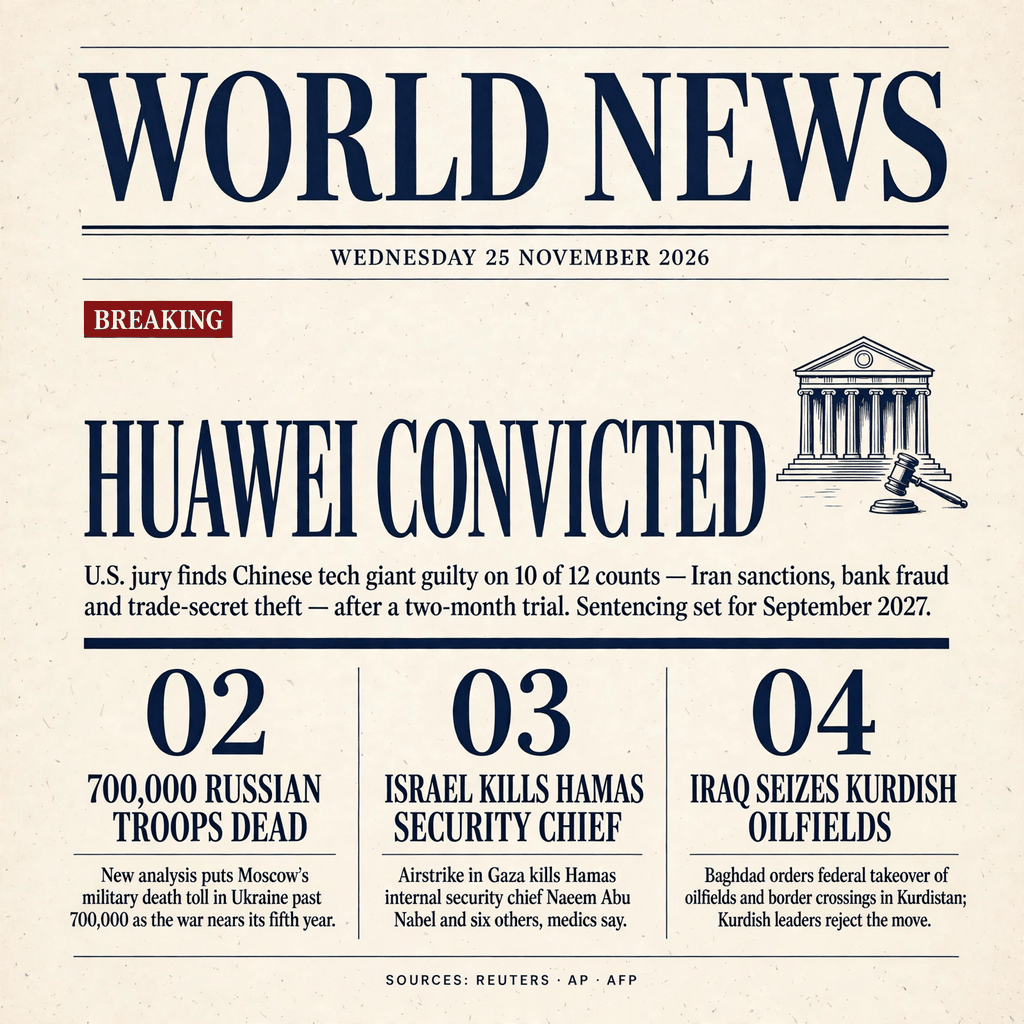 WORLD NEWS
WEDNESDAY 25 NOVEMBER 2026
BREAKING
HUAWEI CONVICTED
U.S. jury finds Chinese tech giant guilty on 10 of 12 counts — Iran sanctions, bank fraud
and trade-secret theft — after a two-month trial. Sentencing set for September 2027.
02
700,000 RUSSIAN
TROOPS DEAD
New analysis puts Moscow's
military death toll in Ukraine past
700,000 as the war nears its fifth year.
03
ISRAEL KILLS HAMAS
SECURITY CHIEF
Airstrike in Gaza kills Hamas
internal security chief Naeem Abu
Nabel and six others, medics say.
04
IRAQ SEIZES KURDISH
OILFIELDS
Baghdad orders federal takeover of
oilfields and border crossings in Kurdistan;
Kurdish leaders reject the move.
SOURCES: REUTERS · AP · AFP